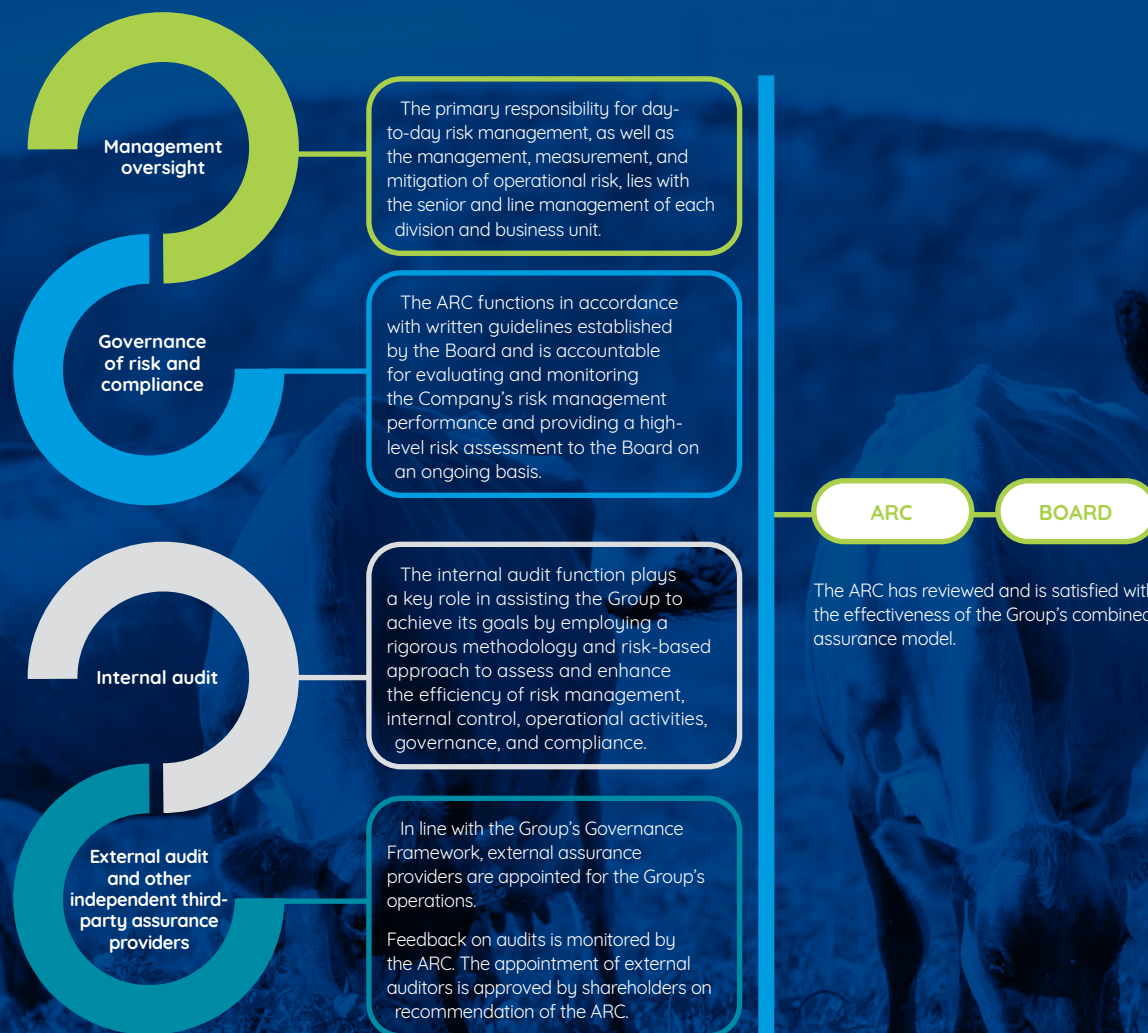 Management
oversight
The primary responsibility for day-
to-day risk management, as well as
the management, measurement, and
mitigation of operational risk, lies with
the senior and line management of each
division and business unit.
Governance
of risk and
compliance
The ARC functions in accordance
with written guidelines established
by the Board and is accountable
for evaluating and monitoring
the Company's risk management
performance and providing a high-
level risk assessment to the Board on
an ongoing basis.
Internal audit
The internal audit function plays
a key role in assisting the Group to
achieve its goals by employing a
rigorous methodology and risk-based
approach to assess and enhance
the efficiency of risk management,
internal control, operational activities,
governance, and compliance.
External audit
and other
independent third-
party assurance
providers
In line with the Group's Governance
Framework, external assurance
providers are appointed for the Group's
operations.
Feedback on audits is monitored by
the ARC. The appointment of external
auditors is approved by shareholders on
recommendation of the ARC.
ARC
BOARD
The ARC has reviewed and is satisfied with
the effectiveness of the Group's combined
assurance model.